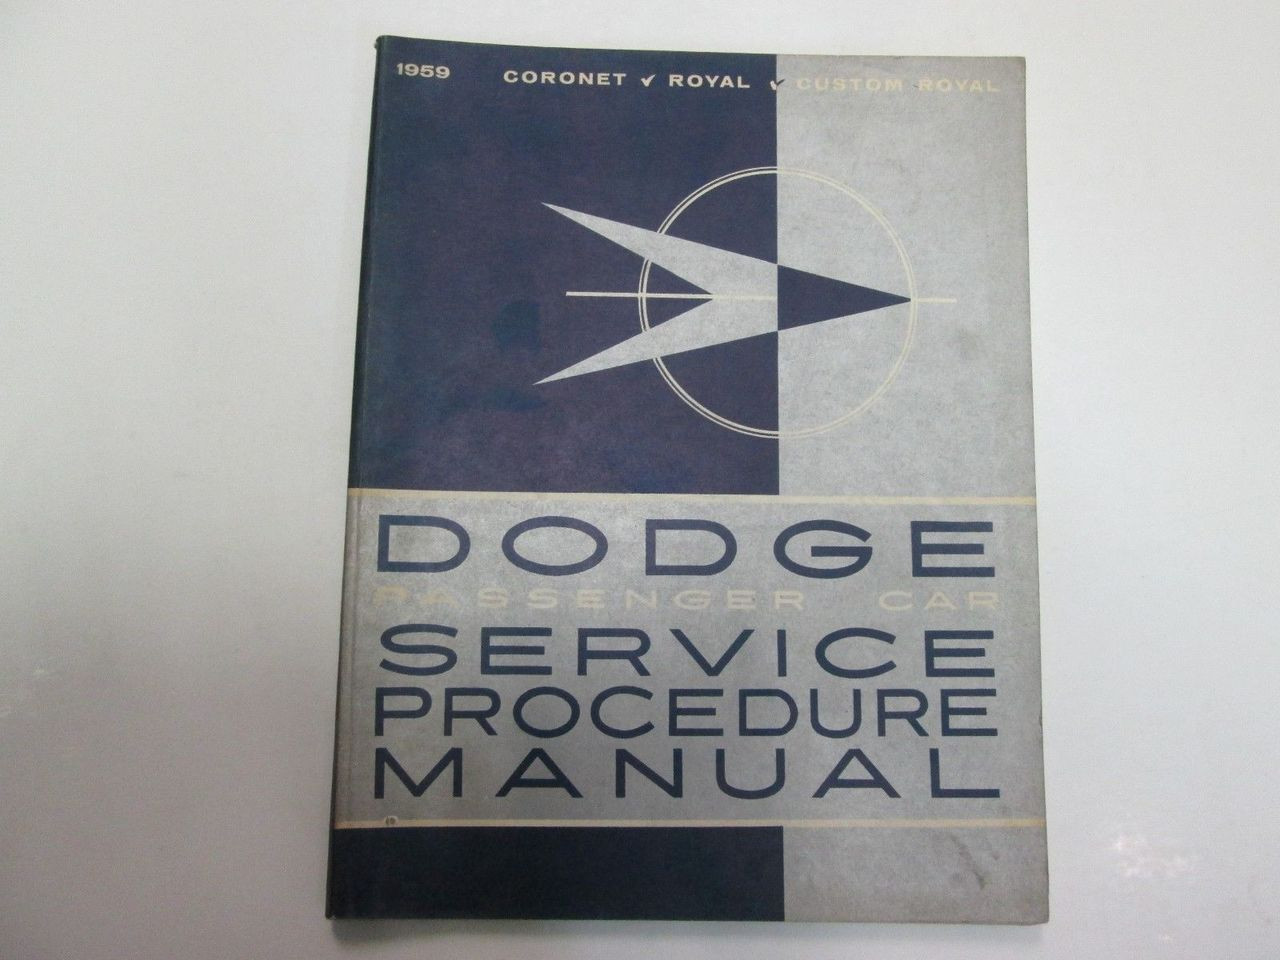 1959 CORONET ✓ ROYAL ✓ CUSTOM ROYAL
DODGE
PASSENGER CAR
SERVICE
PROCEDURE
MANUAL